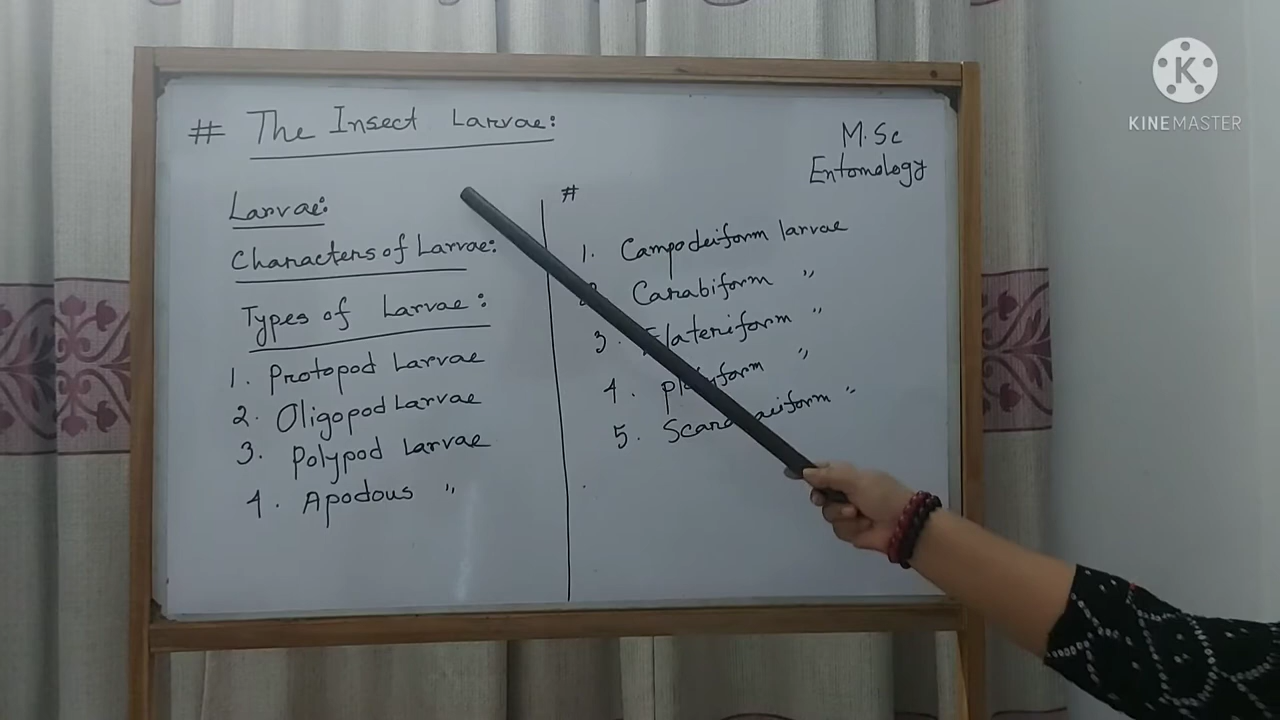 # The Insect Larvae:
M.Sc
Entomology
Larvae:
Characters of Larvae:
Types of Larvae:
1. Protopod Larvae
2. Oligopod Larvae
3. Polypod Larvae
4. Apodous "
#
1. Campodeiform larvae
Carabiform "
3. Elateriform "
4. "
5. "
KINEMASTER